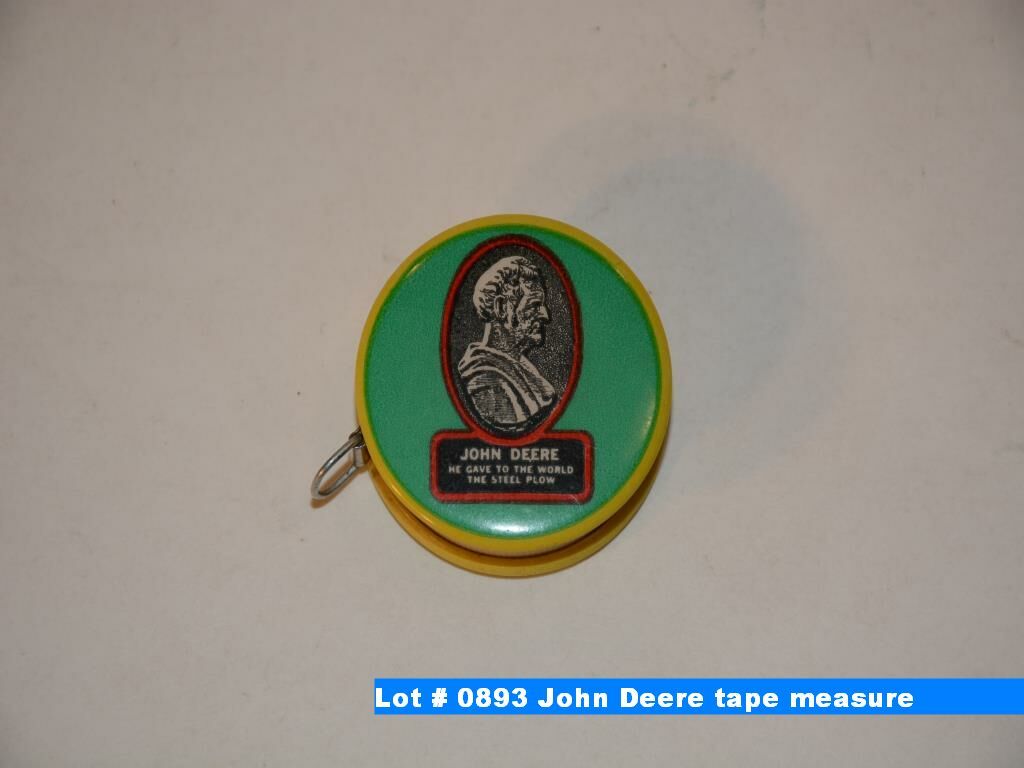 JOHN DEERE
HE GAVE TO THE WORLD
THE STEEL PLOW
Lot # 0893 John Deere tape measure